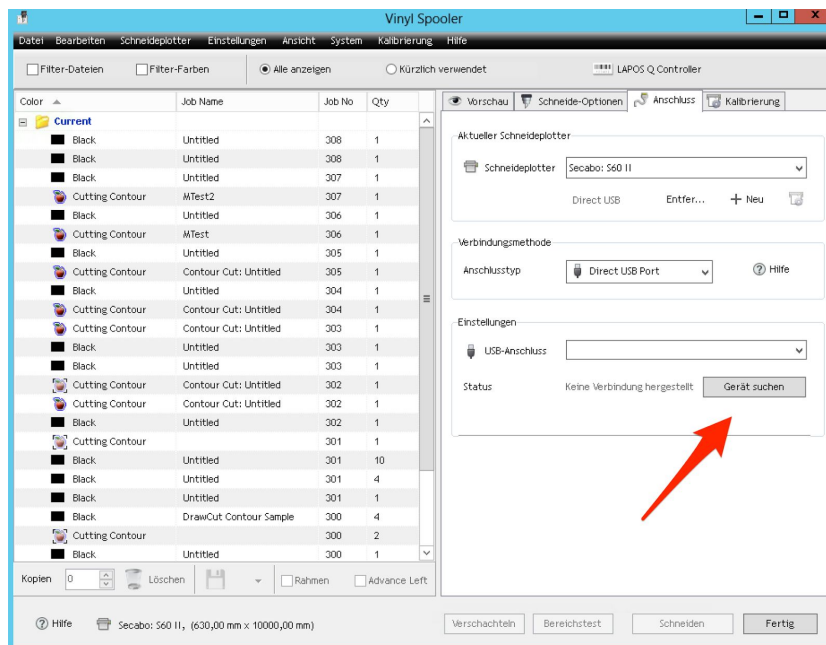 Vinyl Spooler
Datei Bearbeiten Schneideplotter Einstellungen Ansicht System Kalibrierung Hilfe
Filter-Dateien Filter-Farben Alle anzeigen Kürzlich verwendet LAPOS Q Controller
Color Job Name Job No Qty
Current
Black Untitled 308 1
Black Untitled 308 1
Black Untitled 307 1
Cutting Contour MTest2 307 1
Black Untitled 306 1
Cutting Contour MTest 306 1
Black Untitled 305 1
Cutting Contour Contour Cut: Untitled 305 1
Black Untitled 304 1
Cutting Contour Contour Cut: Untitled 304 1
Cutting Contour Contour Cut: Untitled 303 1
Black Untitled 303 1
Black Untitled 303 1
Cutting Contour Contour Cut: Untitled 302 1
Cutting Contour Contour Cut: Untitled 302 1
Black Untitled 302 1
Cutting Contour 301 1
Black Untitled 301 10
Black Untitled 301 4
Black Untitled 301 1
Black DrawCut Contour Sample 300 4
Cutting Contour 300 2
Black Untitled 300 1
Kopien 0 Löschen Rahmen Advance Left
Vorschau Schneide-Optionen Anschluss Kalibrierung
Aktueller Schneideplotter
Schneideplotter Secabo: S60 II
Direct USB Entfer... Neu
Verbindungsmethode
Anschlusstyp Direct USB Port Hilfe
Einstellungen
USB-Anschluss
Status Keine Verbindung hergestellt Gerät suchen
Hilfe Secabo: S60 II, (630,00 mm x 10000,00 mm) Verschachteln Bereichstest Schneiden Fertig